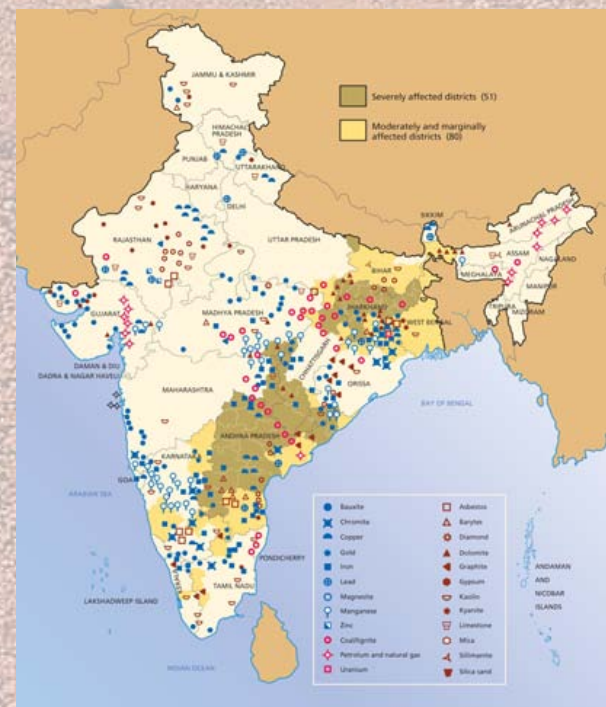 JAMMU & KASHMIR
Severely affected districts (51)
Moderately and marginally
affected districts (80)
HIMACHAL
PRADESH
PUNJAB
UTTARAKHAND
HARYANA
DELHI
SIKKIM
ARUNACHAL PRADESH
RAJASTHAN
UTTAR PRADESH
BIHAR
ASSAM
NAGALAND
MEGHALAYA
MANIPUR
TRIPURA
MIZORAM
GUJARAT
MADHYA PRADESH
JHARKHAND
WEST BENGAL
CHHATTISGARH
DAMAN & DIU
DADRA & NAGAR HAVELI
MAHARASHTRA
ORISSA
BAY OF BENGAL
ANDHRA PRADESH
KARNATAK
GOA
ARABIAN SEA
PONDICHERRY
KERALA
TAMIL NADU
LAKSHADWEEP ISLAND
INDIAN OCEAN
ANDAMAN
AND
NICOBAR
ISLANDS
Bauxite
Chromite
Copper
Gold
Iron
Lead
Magnesite
Manganese
Zinc
Coal/lignite
Petrolium and natural gas
Uranium
Asbestos
Barytes
Diamond
Dolomite
Graphite
Gypsum
Kaolin
Kyanite
Limestone
Mica
Sillimanite
Silica sand